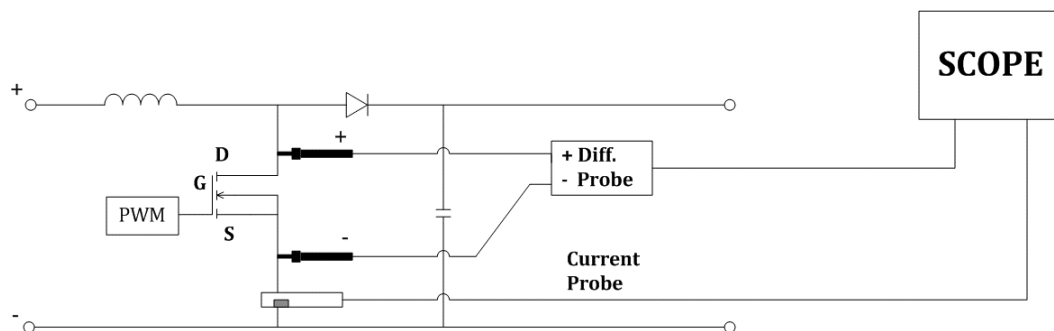 SCOPE
+
+
D
+ Diff.
- Probe
G
PWM
S
-
Current
Probe
-